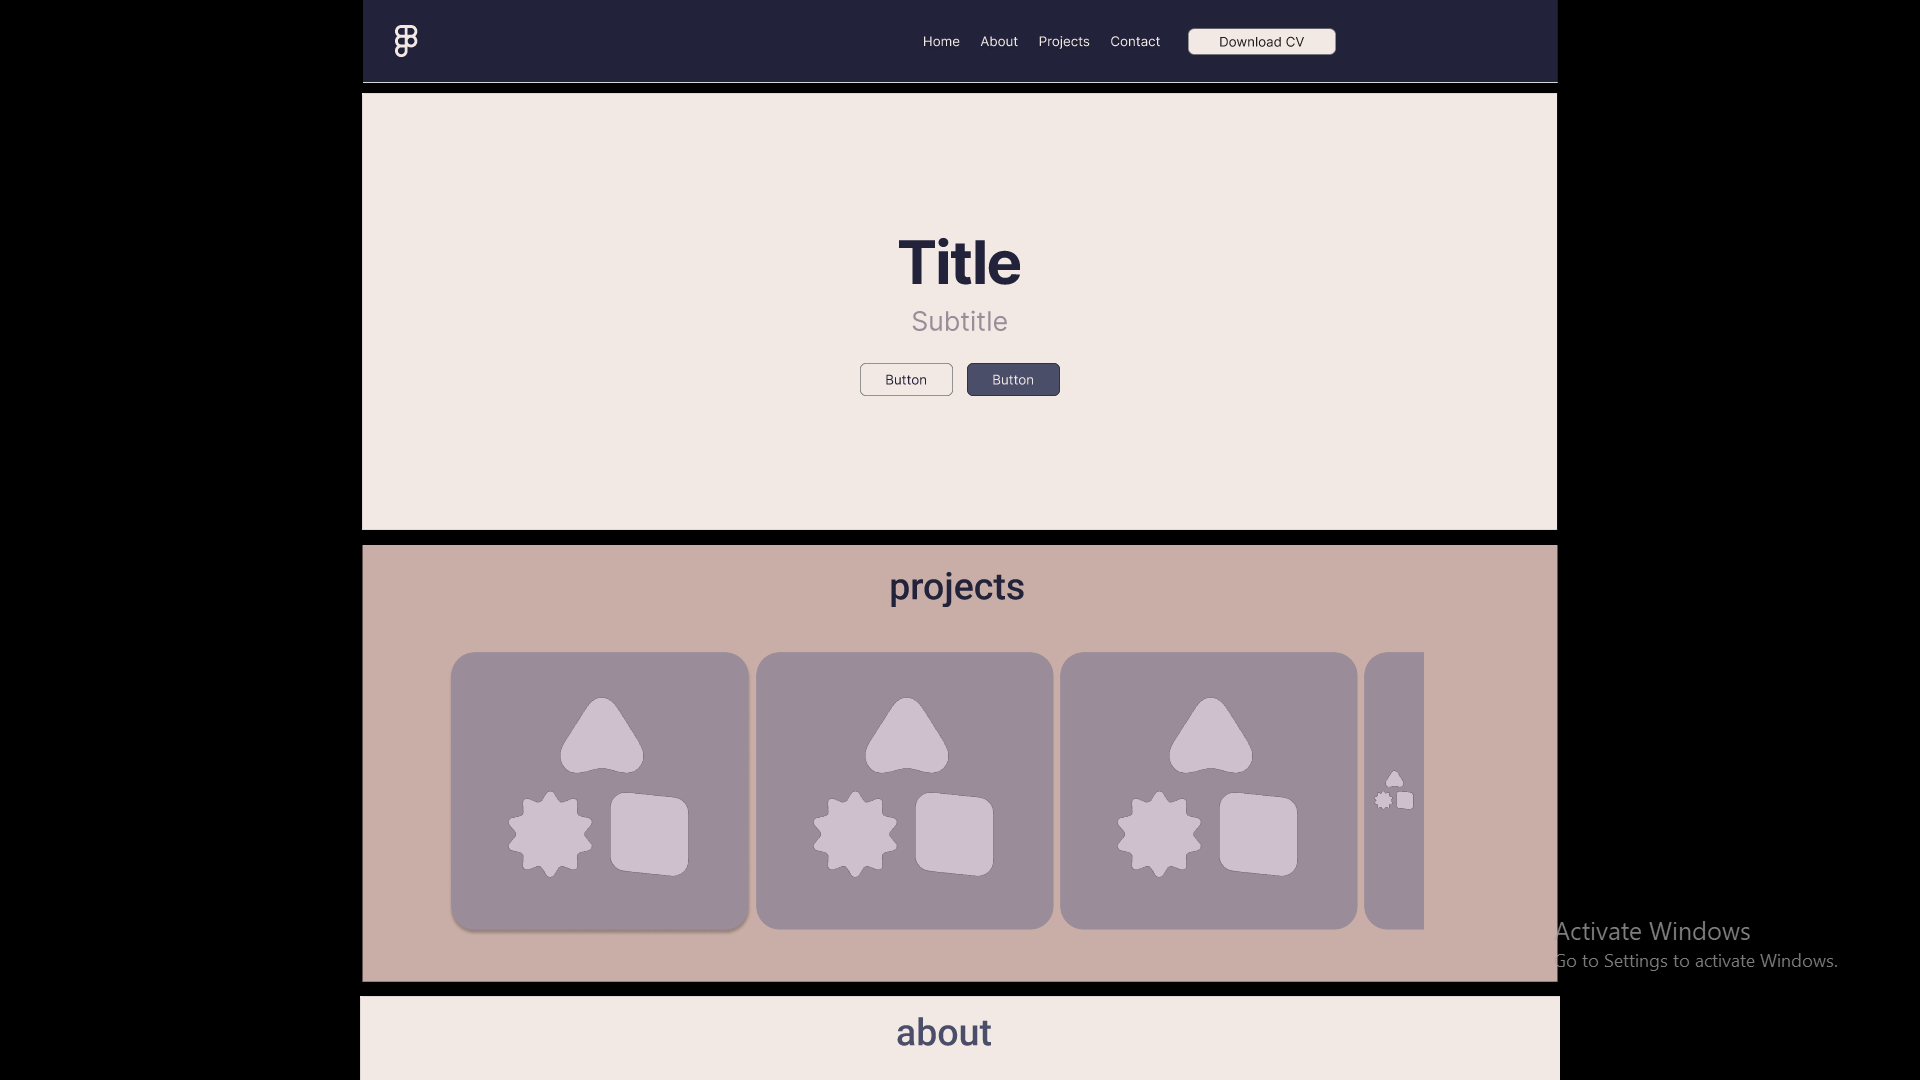 Home About Projects Contact Download CV
Title
Subtitle
Button Button
projects
Activate Windows
Go to Settings to activate Windows.
about